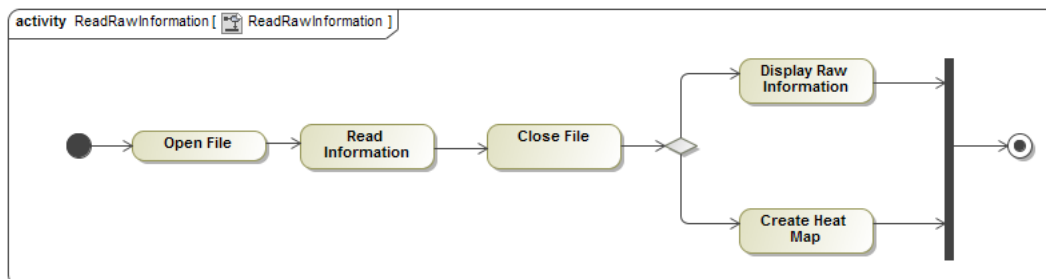 activity ReadRawInformation [ ReadRawInformation ]
Display Raw
Information
Open File
Read
Information
Close File
Create Heat
Map